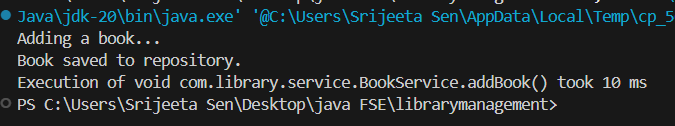 Java\jdk-20\bin\java.exe' '@C:\Users\Srijeeta Sen\AppData\Local\Temp\cp_5
Adding a book...
Book saved to repository.
Execution of void com.library.service.BookService.addBook() took 10 ms
PS C:\Users\Srijeeta Sen\Desktop\java FSE\librarymanagement>